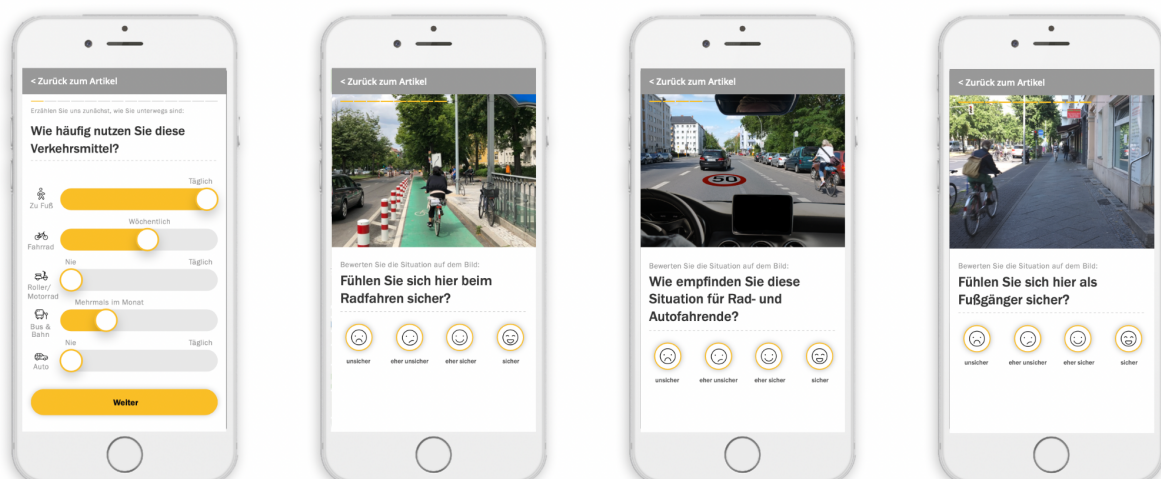 < Zurück zum Artikel
Erzählen Sie uns zunächst, wie Sie unterwegs sind:
Wie häufig nutzen Sie diese
Verkehrsmittel?
Täglich
Zu Fuß
Wöchentlich
Fahrrad
Nie Täglich
Roller/
Motorrad
Mehrmals im Monat
Bus &
Bahn
Nie Täglich
Auto
Weiter
< Zurück zum Artikel
Bewerten Sie die Situation auf dem Bild:
Fühlen Sie sich hier beim
Radfahren sicher?
unsicher eher unsicher eher sicher sicher
< Zurück zum Artikel
50
Bewerten Sie die Situation auf dem Bild:
Wie empfinden Sie diese
Situation für Rad- und
Autofahrende?
unsicher eher unsicher eher sicher sicher
< Zurück zum Artikel
Bewerten Sie die Situation auf dem Bild:
Fühlen Sie sich hier als
Fußgänger sicher?
unsicher eher unsicher eher sicher sicher